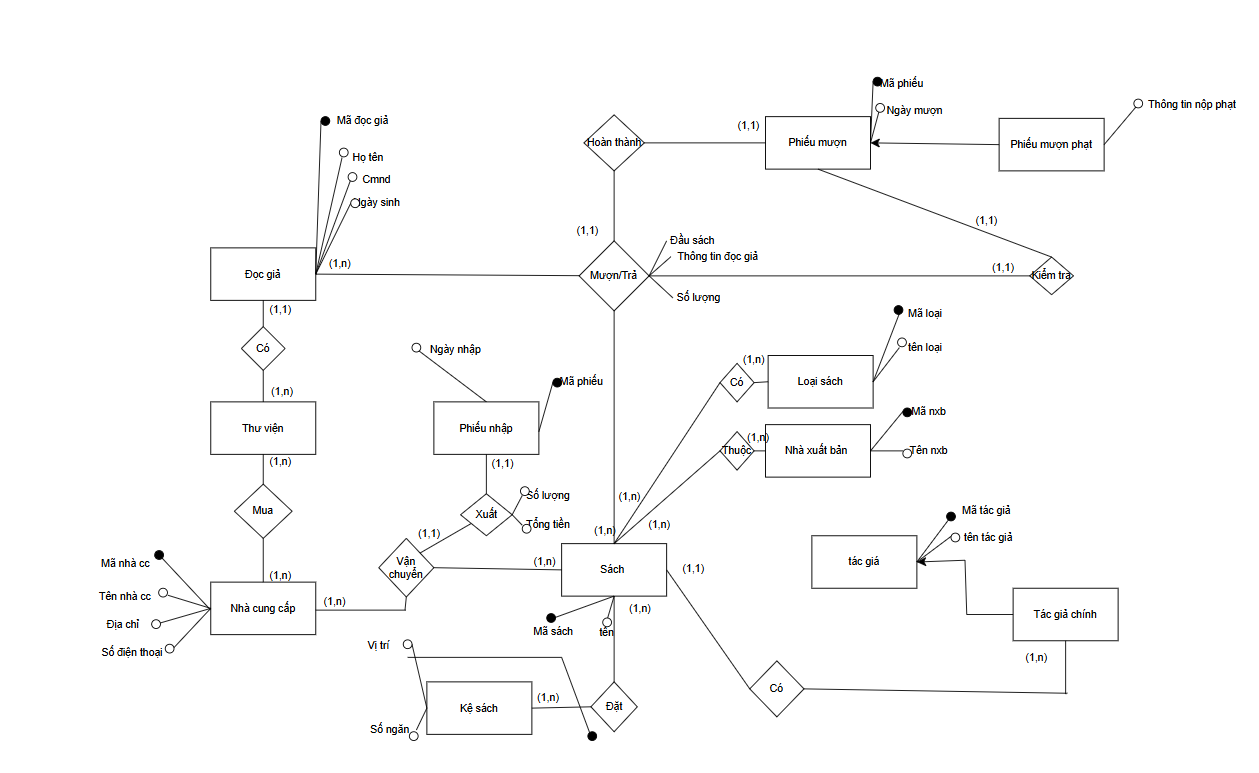 Mã phiếu
Ngày mượn
Thông tin nộp phạt
Mã đọc giả
Họ tên
Cmnd
Ngày sinh
(1,1)
Hoàn thành
Phiếu mượn
Phiếu mượn phạt
(1,1)
(1,1)
Đầu sách
Thông tin đọc giả
(1,n)
Đọc giả
Mượn/Trả
(1,1)
Kiểm tra
Số lượng
(1,1)
Có
Mã loại
tên loại
Ngày nhập
(1,n)
Mã phiếu
Có
Loại sách
(1,n)
Mã nxb
Thư viện
Phiếu nhập
(1,n)
Thuộc
Nhà xuất bản
Tên nxb
(1,n)
(1,1)
Số lượng
(1,n)
Mua
Xuất
Tổng tiền
(1,n)
(1,n)
(1,1)
Mã tác giả
tên tác giả
Mã nhà cc
Vận
chuyển
(1,n)
Sách
(1,1)
tác giá
(1,n)
Tên nhà cc
Nhà cung cấp
(1,n)
(1,n)
Tác giả chính
Địa chỉ
Mã sách
tên
Số điện thoại
Vị trí
(1,n)
(1,n)
Có
Kệ sách
Đặt
Số ngăn